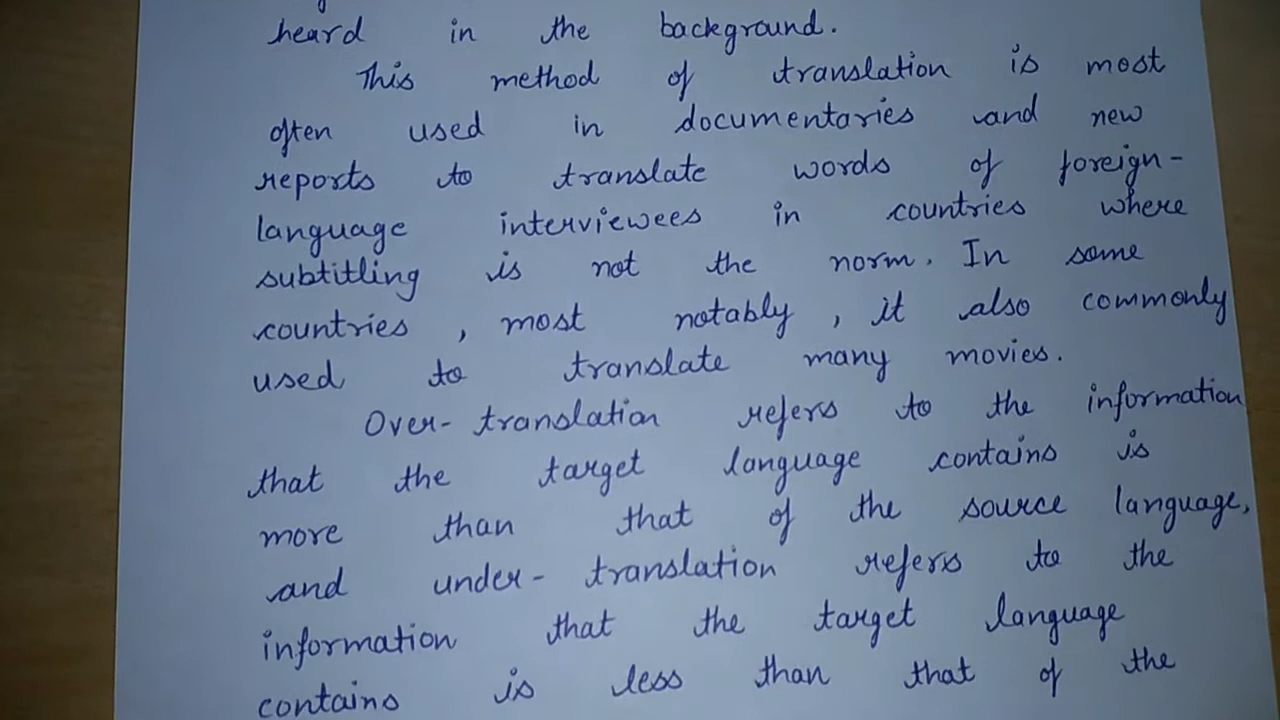 heard in the background.
This method of translation is most
often used in documentaries and new
reports to translate words of foreign-
language interviewees in countries where
subtitling is not the norm. In some
countries, most notably, it also commonly
used to translate many movies.
Over-translation refers to the information
that the target language contains is
more than that of the source language,
and under-translation refers to the
information that the target language
contains is less than that of the